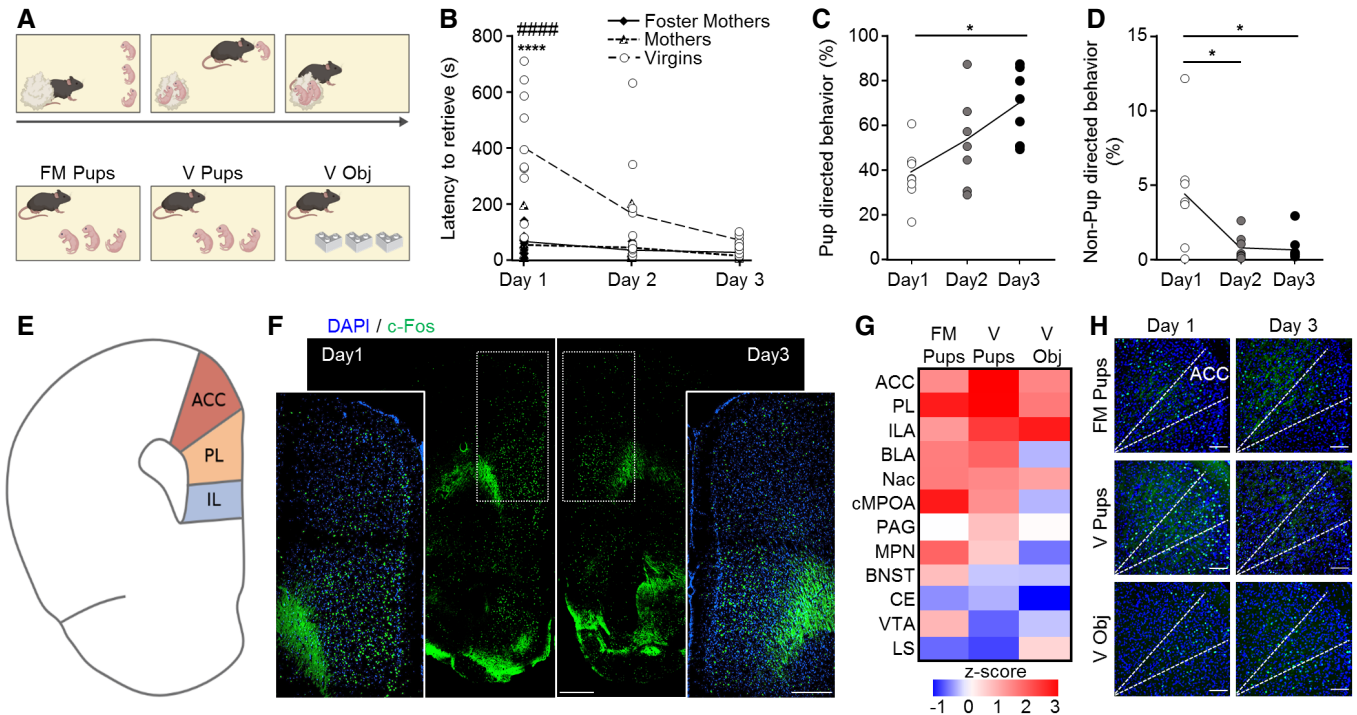 A
FM Pups
V Pups
V Obj
B
####
****
Foster Mothers
Mothers
Virgins
Latency to retrieve (s)
800
600
400
200
0
Day 1
Day 2
Day 3
C
*
Pup directed behavior (%)
100
80
60
40
20
0
Day1
Day2
Day3
D
*
*
Non-Pup directed behavior
(%)
15
10
5
0
Day1
Day2
Day3
E
ACC
PL
IL
F
DAPI / c-Fos
Day1
Day3
G
FM
Pups
V
Pups
V
Obj
ACC
PL
ILA
BLA
Nac
cMPOA
PAG
MPN
BNST
CE
VTA
LS
z-score
-1 0 1 2 3
H
Day 1
Day 3
FM Pups
ACC
V Pups
V Obj